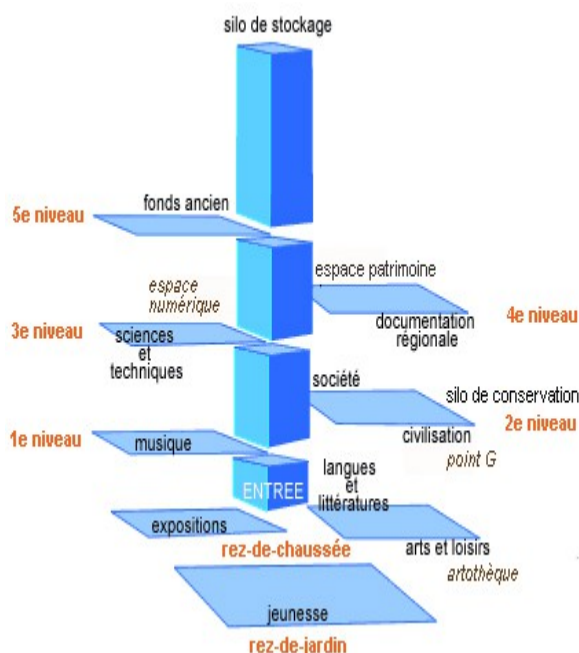 silo de stockage
fonds ancien
5e niveau
espace patrimoine
espace
numérique
documentation
régionale
4e niveau
3e niveau
sciences
et
techniques
société
silo de conservation
civilisation
2e niveau
point G
1e niveau
musique
langues
et
littératures
ENTREE
expositions
rez-de-chaussée
arts et loisirs
artothèque
jeunesse
rez-de-jardin